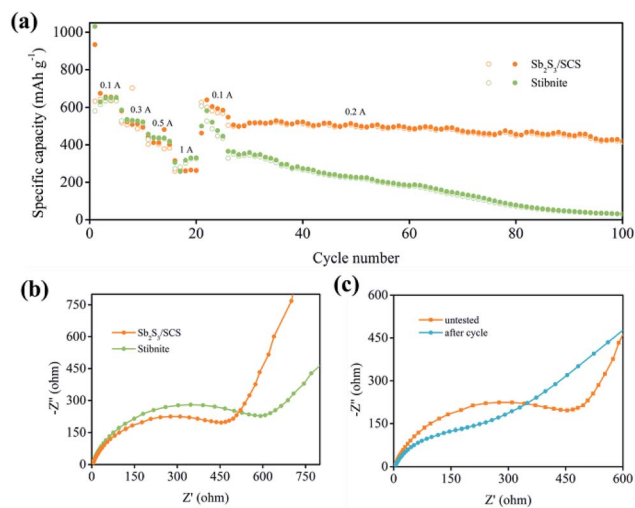 (a)
1000
800
600
400
200
0
Specific capacity (mAh g⁻¹)
0.1 A
0.3 A
0.5 A
1 A
0.1 A
0.2 A
Sb₂S₃/SCS
Stibnite
0 20 40 60 80 100
Cycle number
(b)
750
600
450
300
150
0
-Z'' (ohm)
Sb₂S₃/SCS
Stibnite
0 150 300 450 600 750
Z' (ohm)
(c)
600
450
300
150
0
-Z'' (ohm)
untested
after cycle
0 150 300 450 600
Z' (ohm)